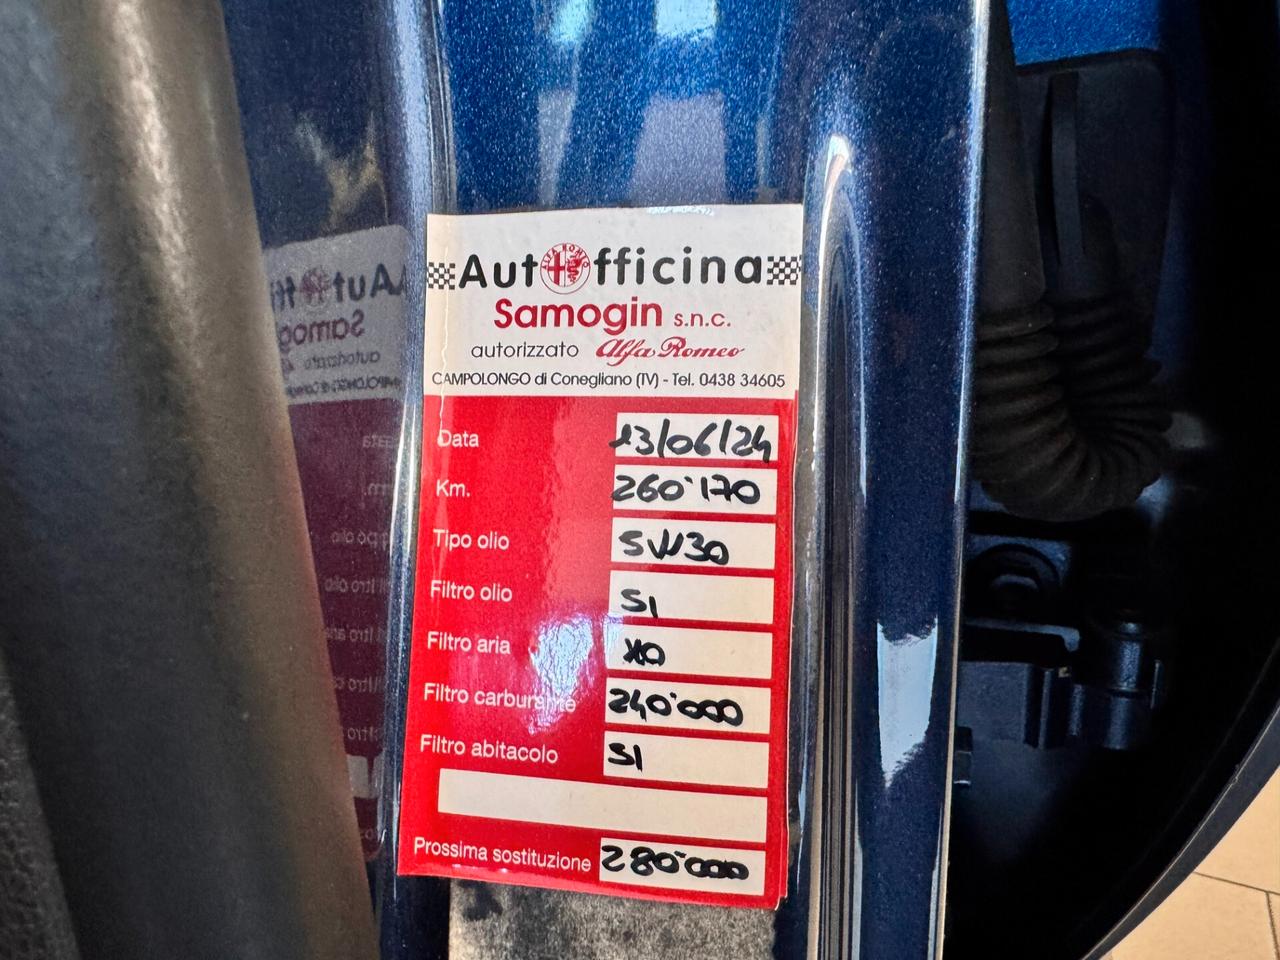 AutOfficina
Samogin s.n.c.
autorizzato Alfa Romeo
CAMPOLONGO di Conegliano (TV) - Tel. 0438 34605
Data 13/06/24
Km. 260'170
Tipo olio 5W30
Filtro olio SI
Filtro aria NO
Filtro carburante 240'000
Filtro abitacolo SI
Prossima sostituzione 280'000